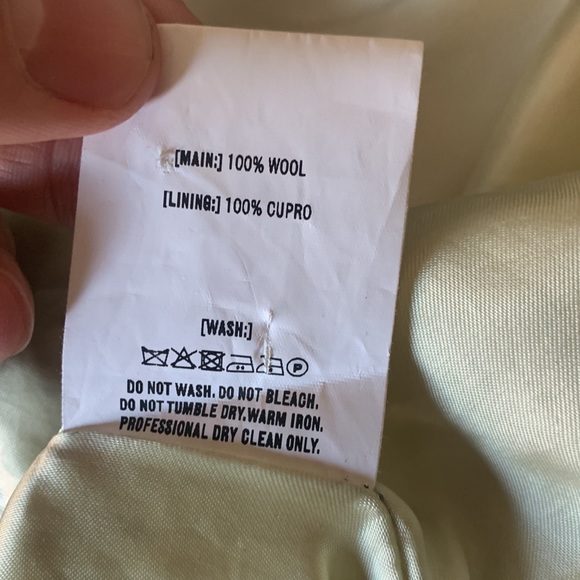 [MAIN:] 100% WOOL
[LINING:] 100% CUPRO
[WASH:]
P
DO NOT WASH. DO NOT BLEACH.
DO NOT TUMBLE DRY.WARM IRON.
PROFESSIONAL DRY CLEAN ONLY.